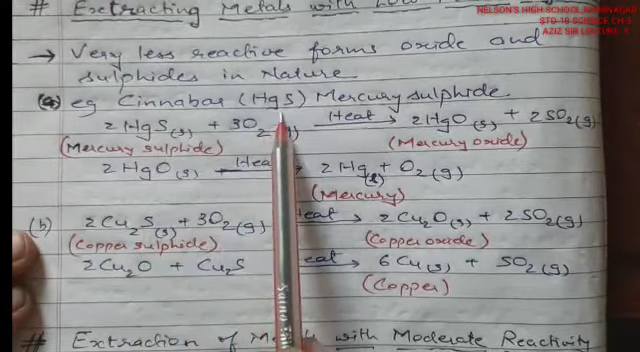 # Extracting Metals with Low
NELSON'S HIGH SCHOOL
STD-10 SCIENCE CH-3
AZIZ SIR LECTURE
→ Very less reactive forms oxide and
sulphides in Nature
(a) eg Cinnabar (HgS) Mercury sulphide.
2HgS(s) + 3O2(g) Heat→ 2HgO(s) + 2SO2(g)
(Mercury sulphide) (Mercury oxide)
2HgO(s) Heat→ 2Hg(l) + O2(g)
(Mercury)
(b) 2Cu2S(s) + 3O2(g) Heat→ 2Cu2O(s) + 2SO2(g)
(Copper sulphide) (Copper oxide)
2Cu2O + Cu2S Heat→ 6Cu(s) + SO2(g)
(Copper)
# Extraction of Metals with Moderate Reactivity